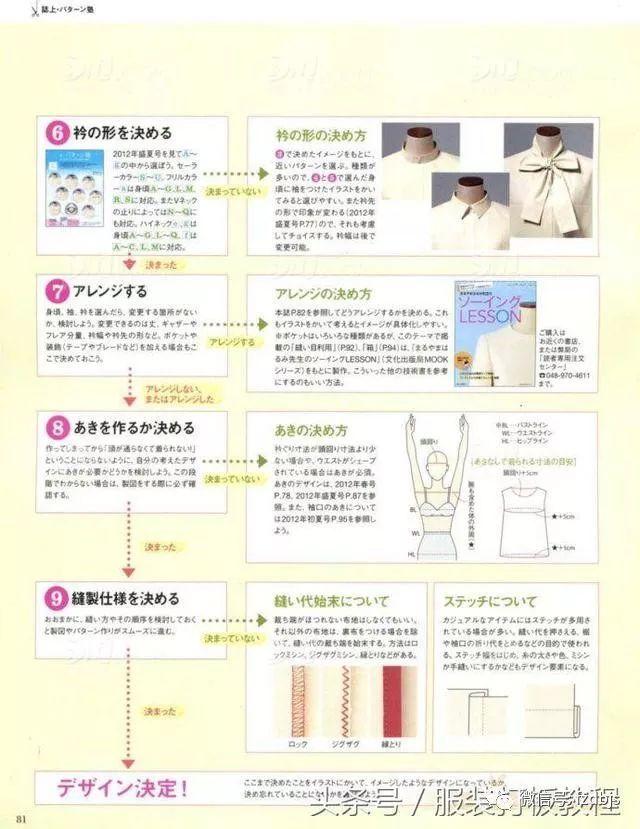 誌上・パターン塾
6 衿の形を決める
2012年盛夏号を見てA〜
の中から選ぼう。セーラ
ーカラーS〜U、フリルカラ
は身頃A〜G、L、M、
R、Sに対応。またVネック
の止りによってはN〜Qに
も対応。ハイネック
身頃A〜G、L〜Q、
A〜C、L、Mに対応。
決まっていない
決まった
衿の形の決め方
で決めたイメージをもとに、
近いパターンを選ぶ。種類が
多いので、 と で選んだ身
頃に袖をつけたイラストをかい
てみると選びやすい。また衿先
の形で印象が変わる(2012年
盛夏号P.77)ので、それも考慮
してチョイスする。衿幅は後で
変更可能。
7 アレンジする
身頃、袖、衿を選んだら、変更する箇所がない
か、検討しよう。変更できるのは丈、ギャザーや
フレア分量、衿幅や衿先の形など。ポケットや
装飾(テープやブレードなど)を加える場合もこ
こで決めておこう。
アレンジする
アレンジしない、
またはアレンジした
アレンジの決め方
本誌P.82を参照してどうアレンジするかを決める。これ
もイラストをかいて考えるとイメージが具体化しやすい。
※ポケットはいろいろな種類があるが、このテーマで掲
載の「縫い目利用」(P.92)、「箱」(P.94)は、『まるやまは
るみ先生のソーイングLESSON』(文化出版局MOOK
シリーズ)をもとに製作。こういった他の技術書を参考
にするのもいい方法。
ソーイング
LESSON
ご購入は
お近くの書店、
または弊局の
「読者専用注文
センター」
☎048-970-4611
まで。
8 あきを作るか決める
作ってしまってから「頭が通らなくて着られない!」
ということにならないように、自分の考えたデザ
インにあきが必要かどうかを検討しよう。この段
階でわからない場合は、製図をする際に必ず確
認する。
決まっていない
決まった
あきの決め方
衿ぐり寸法が頭回り寸法より少
ない場合や、ウエストがシェープ
されている場合はあきが必須。
あきのデザインは、2012年春号
P.78、2012年盛夏号P.87を参
照。また、袖口のあきについて
は2012年初夏号P.95を参照し
よう。
頭回り
BL
WL
HL
腕も含めた体の外周(★)
※BL…バストライン
WL…ウエストライン
HL…ヒップライン
(あきなしで着られる寸法の目安)
頭回り+5cm
★+5cm
★+5cm
9 縫製仕様を決める
おおまかに、縫い方やその順序を検討しておく
と製図やパターン作りがスムーズに進む。
決まっていない
決まった
縫い代始末について
裁ち端がほつれない布地はしなくてもいい。
それ以外の布地は、裏布をつける場合を除
いて、縫い代の裁ち端を始末する。方法はロ
ックミシン、ジグザグミシン、縁とりなどがある。
ロック
ジグザグ
縁とり
ステッチについて
カジュアルなアイテムにはステッチが多用さ
れている場合が多い。縫い代を押さえる、裾
や袖口の折り代をとめるなどの目的で使われ
る。ステッチ幅をはじめ、糸の太さや色、ミシン
か手縫いにするかなどもデザイン要素になる。
デザイン決定!
ここまで決めたことをイラストにかいて、イメージしたようなデザインになっているか、
決め忘れていることにないか
头条号/服装打板教程
微信号
81